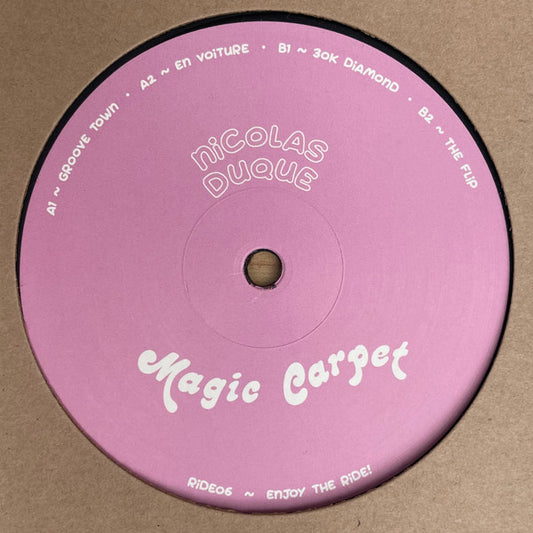 A1 ~ GROOVE TOWN · A2 ~ EN VOiTURE · B1 ~ 30K DiAMOND · B2 ~ THE FLiP
NiCOLAS
DUQUE
Magic Carpet
RiDE06 ~ ENJOY THE RiDE!